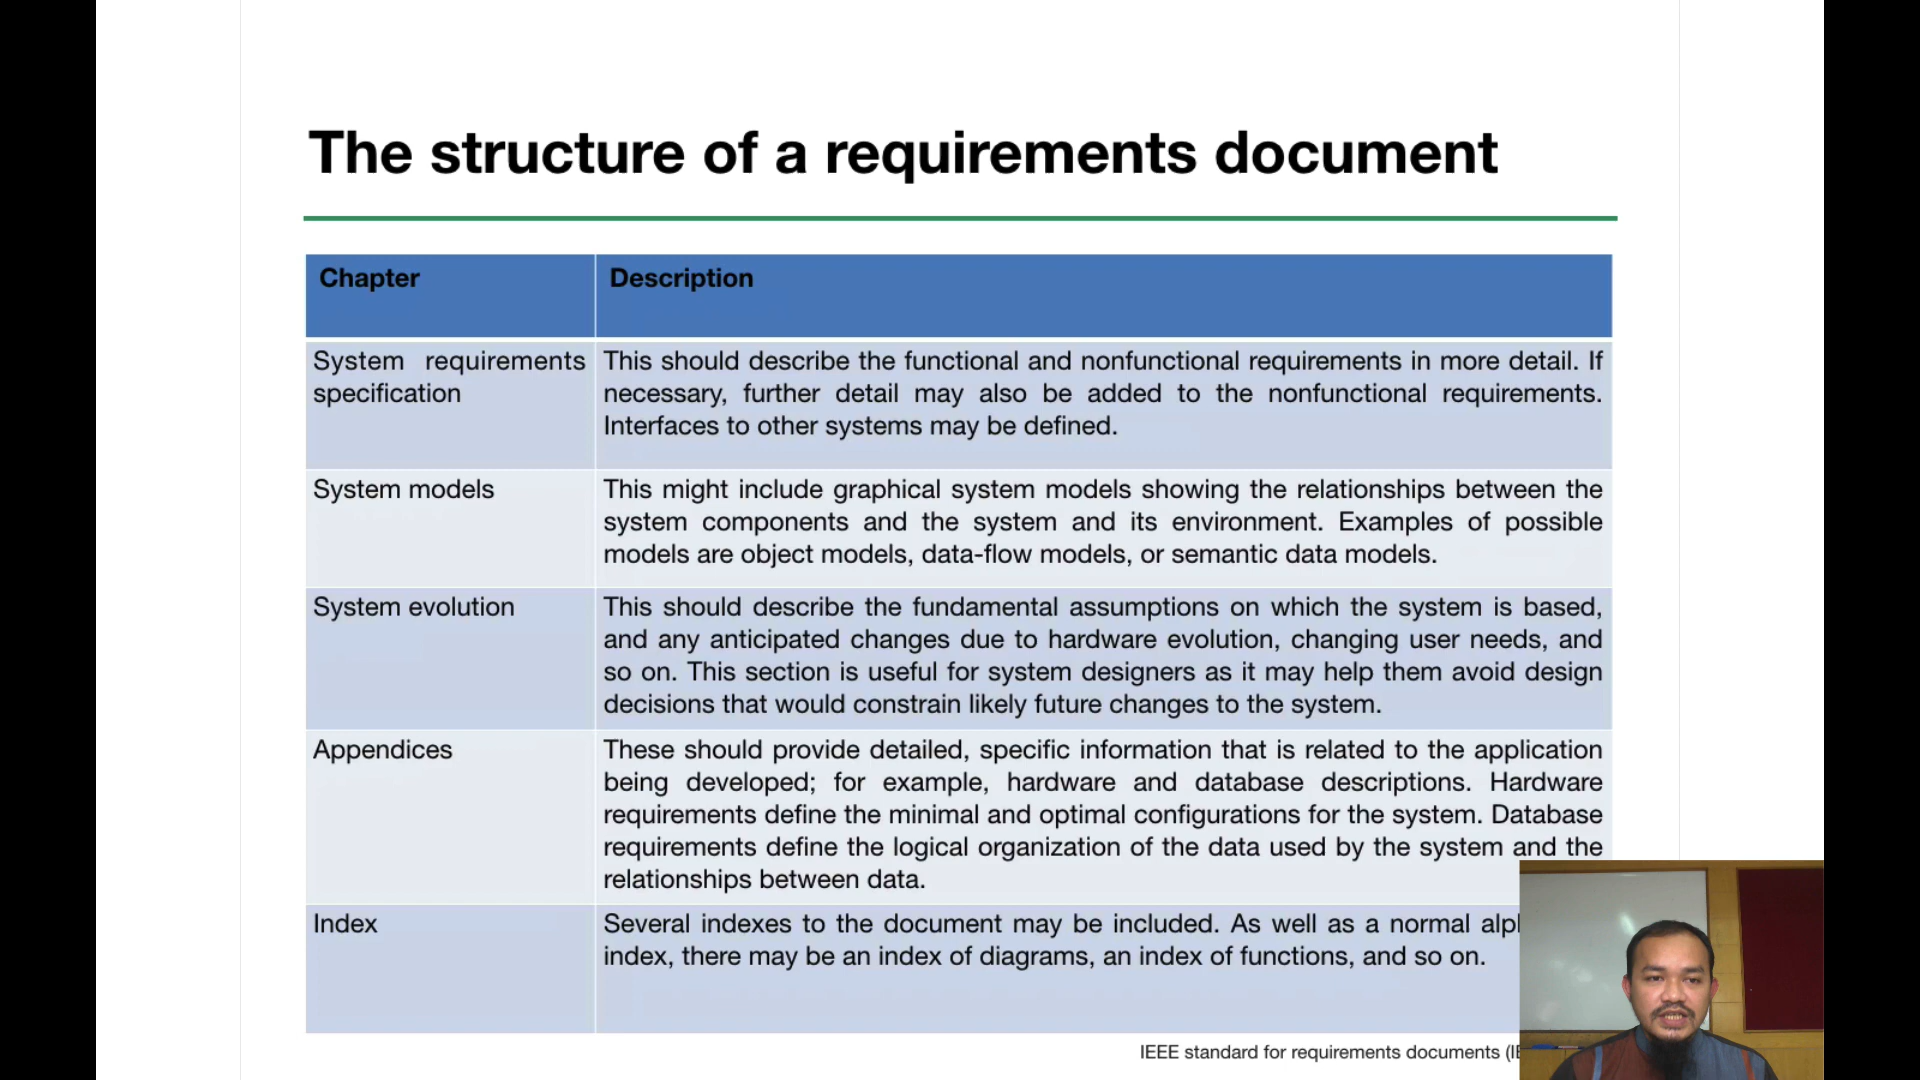 The structure of a requirements document
Chapter
Description
System requirements
specification
This should describe the functional and nonfunctional requirements in more detail. If
necessary, further detail may also be added to the nonfunctional requirements.
Interfaces to other systems may be defined.
System models
This might include graphical system models showing the relationships between the
system components and the system and its environment. Examples of possible
models are object models, data-flow models, or semantic data models.
System evolution
This should describe the fundamental assumptions on which the system is based,
and any anticipated changes due to hardware evolution, changing user needs, and
so on. This section is useful for system designers as it may help them avoid design
decisions that would constrain likely future changes to the system.
Appendices
These should provide detailed, specific information that is related to the application
being developed; for example, hardware and database descriptions. Hardware
requirements define the minimal and optimal configurations for the system. Database
requirements define the logical organization of the data used by the system and the
relationships between data.
Index
Several indexes to the document may be included. As well as a normal
index, there may be an index of diagrams, an index of functions, and so on.
IEEE standard for requirements documents